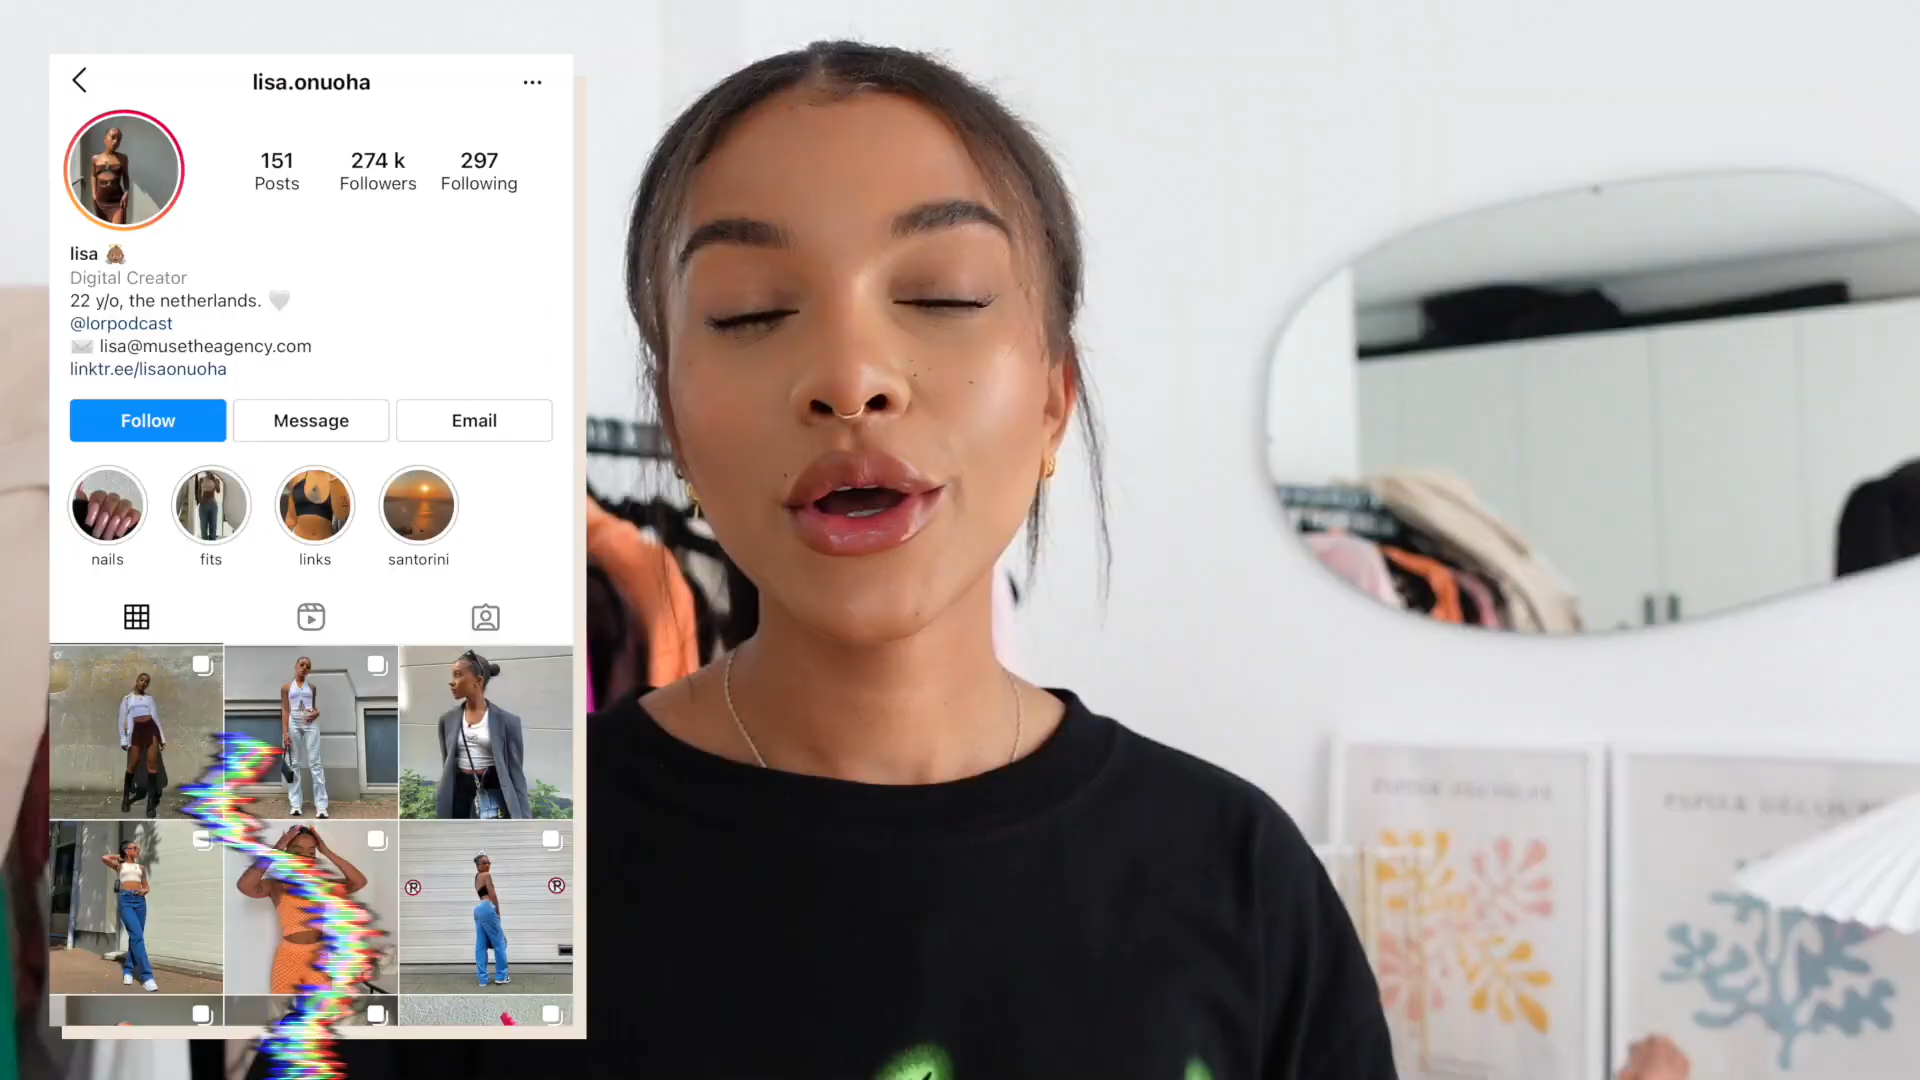 lisa.onuoha
151 274 k 297
Posts Followers Following
lisa
Digital Creator
22 y/o, the netherlands.
@lorpodcast
lisa@musetheagency.com
linktr.ee/lisaonuoha
Follow Message Email
nails fits links santorini
R R